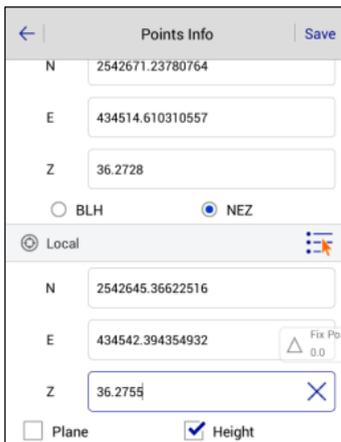 Points Info Save
N 2542671.23780764
E 434514.610310557
Z 36.2728
BLH NEZ
Local
N 2542645.36622516
E 434542.394354932
Fix Po
0.0
Z 36.2755
Plane Height